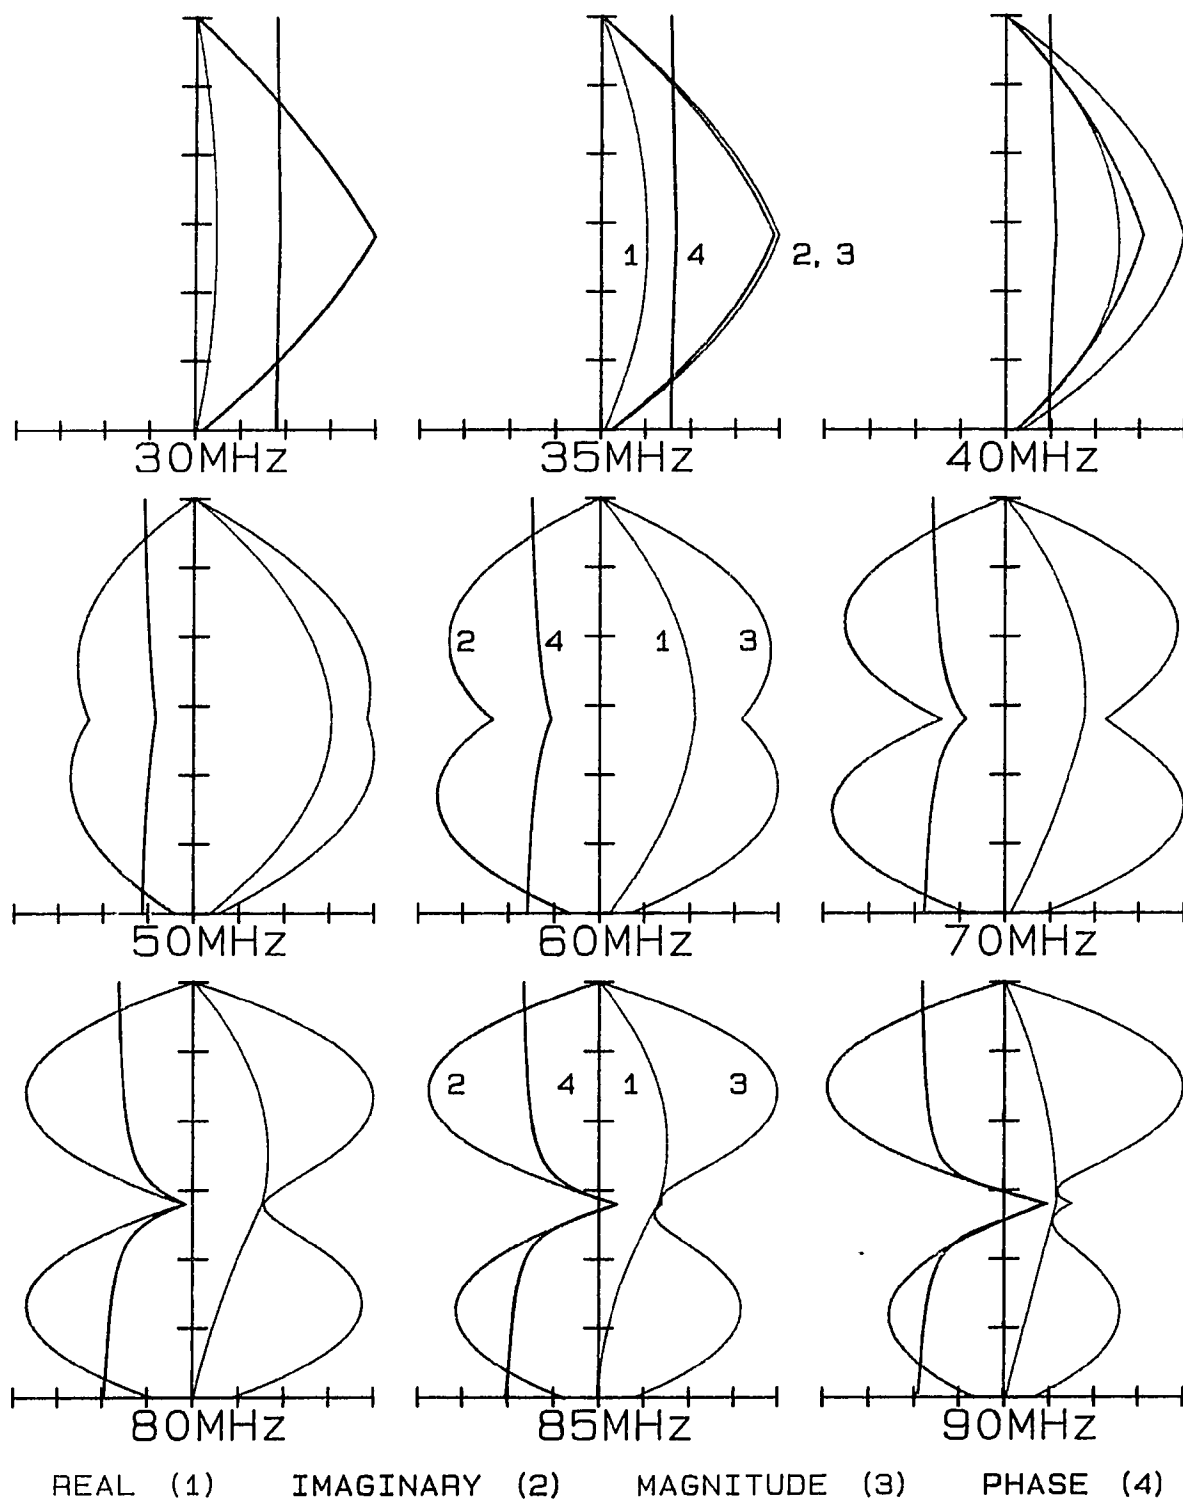 1 4 2, 3
30MHz 35MHz 40MHz
2 4 1 3
50MHz 60MHz 70MHz
2 4 1 3
80MHz 85MHz 90MHz
REAL (1) IMAGINARY (2) MAGNITUDE (3) PHASE (4)